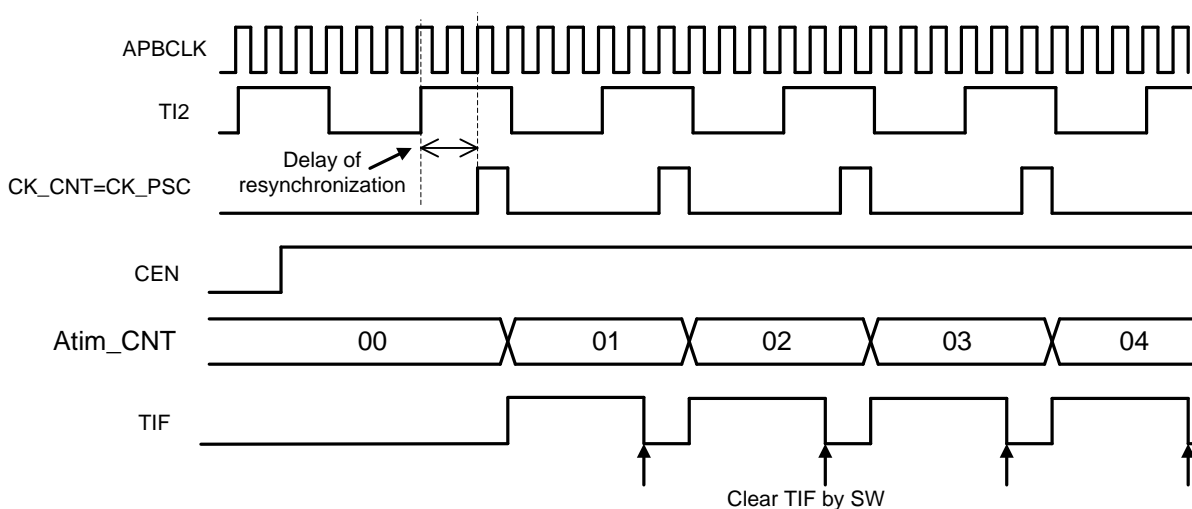 APBCLK
TI2
Delay of
resynchronization
CK_CNT=CK_PSC
CEN
Atim_CNT
00 01 02 03 04
TIF
Clear TIF by SW